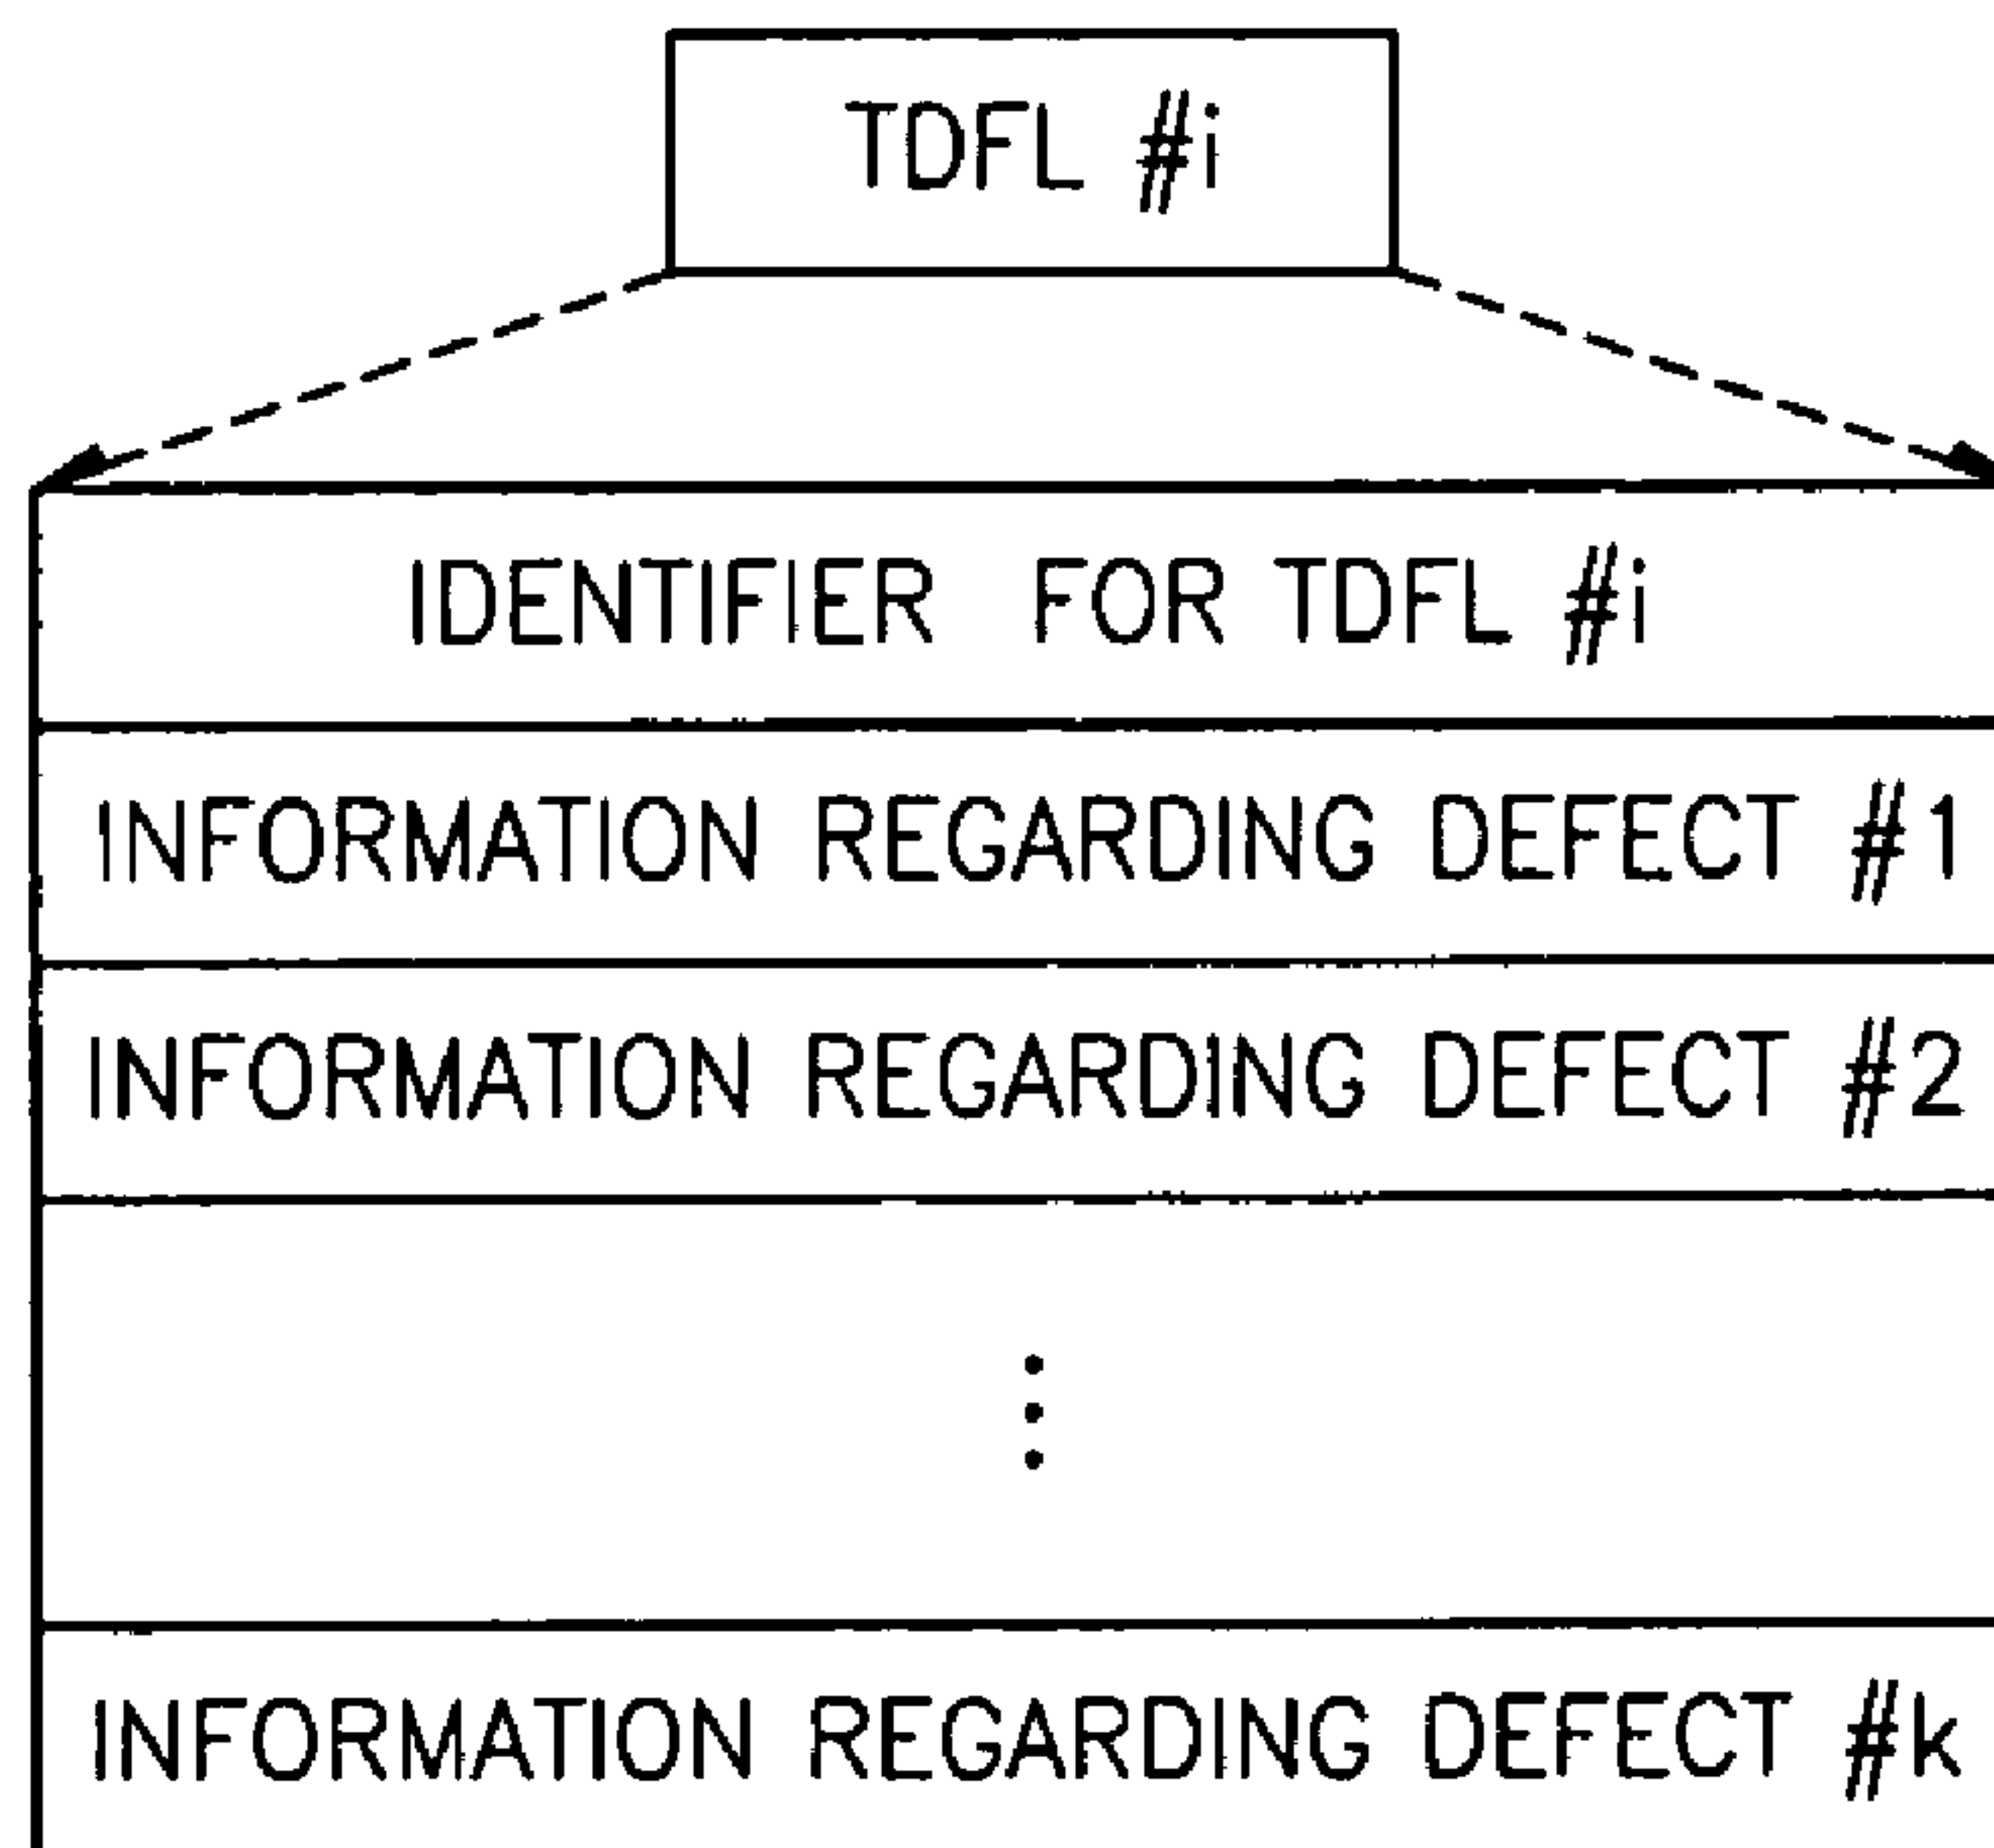 TDFL #i
IDENTIFIER FOR TDFL #i
INFORMATION REGARDING DEFECT #1
INFORMATION REGARDING DEFECT #2
INFORMATION REGARDING DEFECT #k